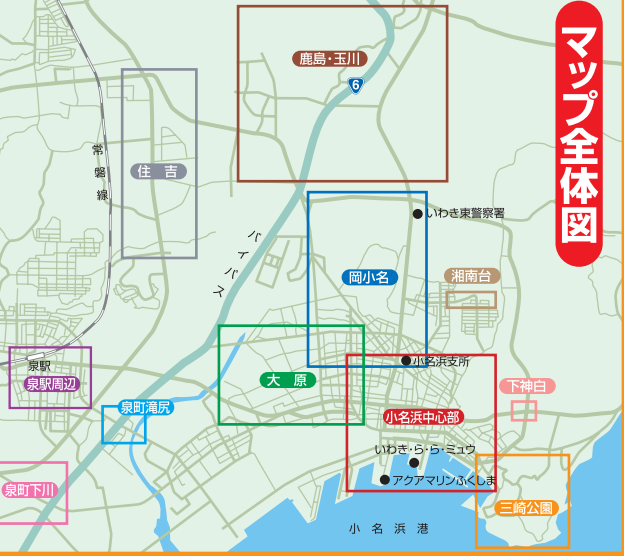 マップ全体図
鹿島・玉川
6
住　吉
常磐線
バイパス
いわき東警察署
岡小名
湘南台
泉駅
泉駅周辺
大　原
小名浜支所
下神白
泉町滝尻
小名浜中心部
いわき・ら・ら・ミュウ
アクアマリンふくしま
泉町下川
三崎公園
小名浜港